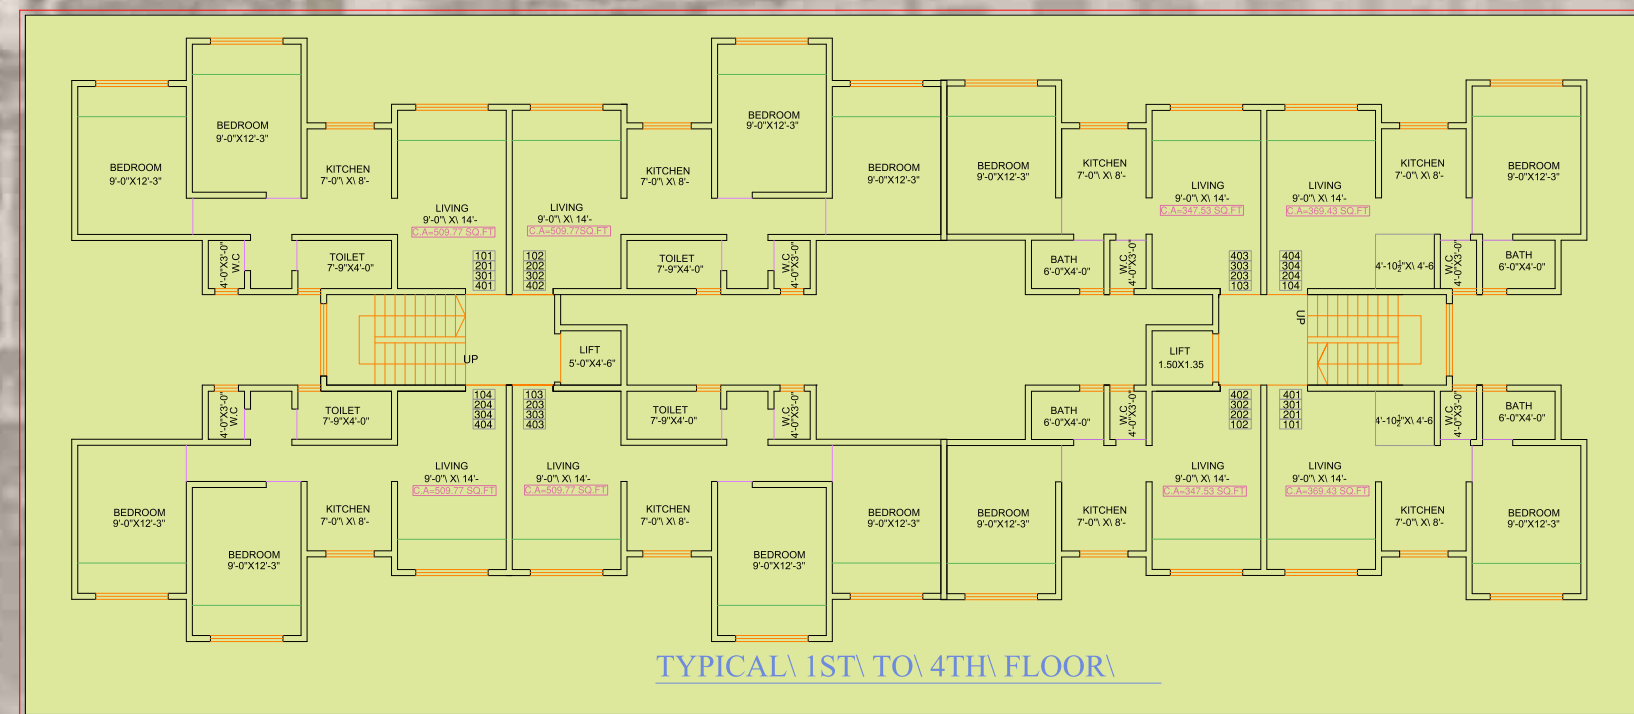 BEDROOM
9'-0"X12'-3"
BEDROOM
9'-0"X12'-3"
KITCHEN
7'-0"\ X\ 8'-
LIVING
9'-0"\ X\ 14'-
C.A=509.77 SQ.FT
LIVING
9'-0"\ X\ 14'-
C.A=509.77SQ.FT
KITCHEN
7'-0"\ X\ 8'-
BEDROOM
9'-0"X12'-3"
BEDROOM
9'-0"X12'-3"
BEDROOM
9'-0"X12'-3"
KITCHEN
7'-0"\ X\ 8'-
LIVING
9'-0"\ X\ 14'-
C.A=347.53 SQ.FT
LIVING
9'-0"\ X\ 14'-
C.A=369.43 SQ.FT
KITCHEN
7'-0"\ X\ 8'-
BEDROOM
9'-0"X12'-3"
4'-0"X3'-0"
W.C
TOILET
7'-9"X4'-0"
101
201
301
401
102
202
302
402
TOILET
7'-9"X4'-0"
W.C
4'-0"X3'-0"
BATH
6'-0"X4'-0"
W.C
4'-0"X3'-0"
403
303
203
103
404
304
204
104
4'-10½"X\ 4'-6
W.C
4'-0"X3'-0"
BATH
6'-0"X4'-0"
UP
LIFT
5'-0"X4'-6"
LIFT
1.50X1.35
UP
4'-0"X3'-0"
W.C
TOILET
7'-9"X4'-0"
104
204
304
404
103
203
303
403
TOILET
7'-9"X4'-0"
W.C
4'-0"X3'-0"
BATH
6'-0"X4'-0"
W.C
4'-0"X3'-0"
402
302
202
102
401
301
201
101
4'-10½"X\ 4'-6
W.C
4'-0"X3'-0"
BATH
6'-0"X4'-0"
BEDROOM
9'-0"X12'-3"
BEDROOM
9'-0"X12'-3"
KITCHEN
7'-0"\ X\ 8'-
LIVING
9'-0"\ X\ 14'-
C.A=509.77 SQ.FT
LIVING
9'-0"\ X\ 14'-
C.A=509.77 SQ.FT
KITCHEN
7'-0"\ X\ 8'-
BEDROOM
9'-0"X12'-3"
BEDROOM
9'-0"X12'-3"
BEDROOM
9'-0"X12'-3"
KITCHEN
7'-0"\ X\ 8'-
LIVING
9'-0"\ X\ 14'-
C.A=347.53 SQ.FT
LIVING
9'-0"\ X\ 14'-
C.A=369.43 SQ.FT
KITCHEN
7'-0"\ X\ 8'-
BEDROOM
9'-0"X12'-3"
TYPICAL\ 1ST\ TO\ 4TH\ FLOOR\